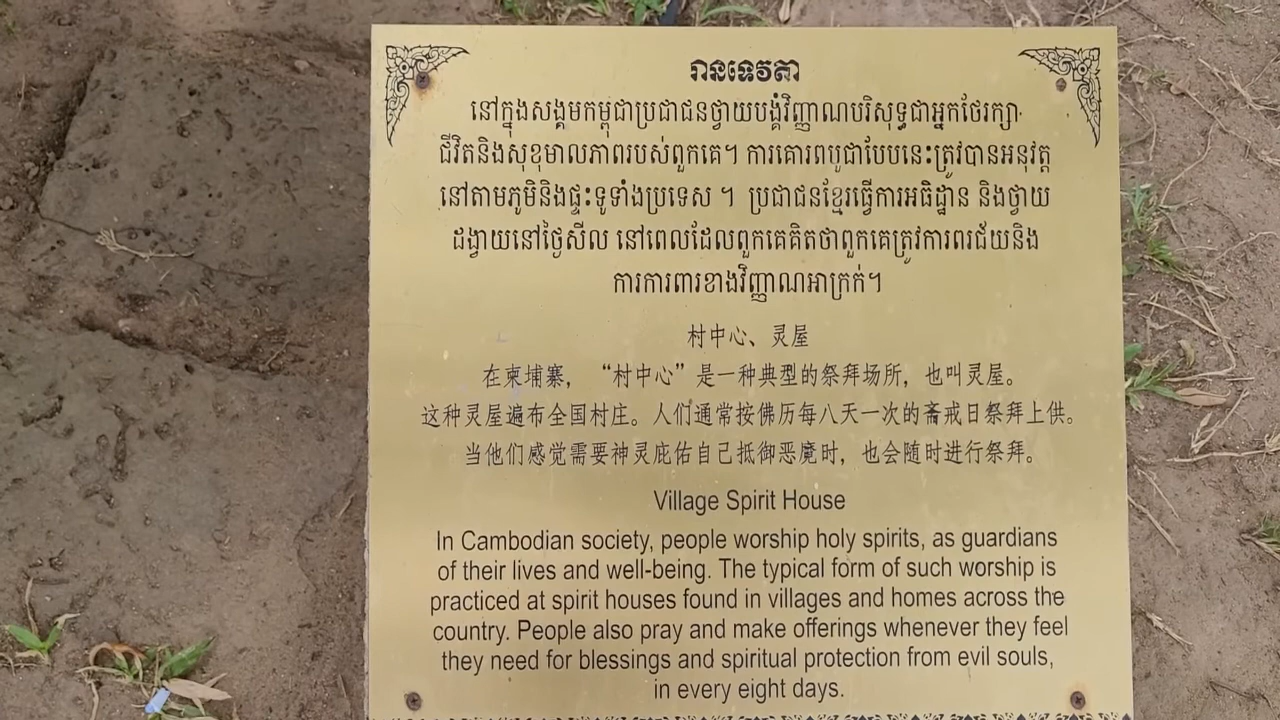 រានទេវតា
នៅក្នុងសង្គមកម្ពុជាប្រជាជនថ្វាយបង្គំវិញ្ញាណបរិសុទ្ធជាអ្នកថែរក្សា
ជីវិតនិងសុខុមាលភាពរបស់ពួកគេ។ ការគោរពបូជាបែបនេះត្រូវបានអនុវត្ត
នៅតាមភូមិនិងផ្ទះទូទាំងប្រទេស ។ ប្រជាជនខ្មែរធ្វើការអធិដ្ឋាន និងថ្វាយ
ដង្វាយនៅថ្ងៃសីល នៅពេលដែលពួកគេគិតថាពួកគេត្រូវការពរជ័យនិង
ការការពារខាងវិញ្ញាណអាក្រក់។
村中心、灵屋
在柬埔寨，“村中心”是一种典型的祭拜场所，也叫灵屋。
这种灵屋遍布全国村庄。人们通常按佛历每八天一次的斋戒日祭拜上供。
当他们感觉需要神灵庇佑自己抵御恶魔时，也会随时进行祭拜。
Village Spirit House
In Cambodian society, people worship holy spirits, as guardians
of their lives and well-being. The typical form of such worship is
practiced at spirit houses found in villages and homes across the
country. People also pray and make offerings whenever they feel
they need for blessings and spiritual protection from evil souls,
in every eight days.